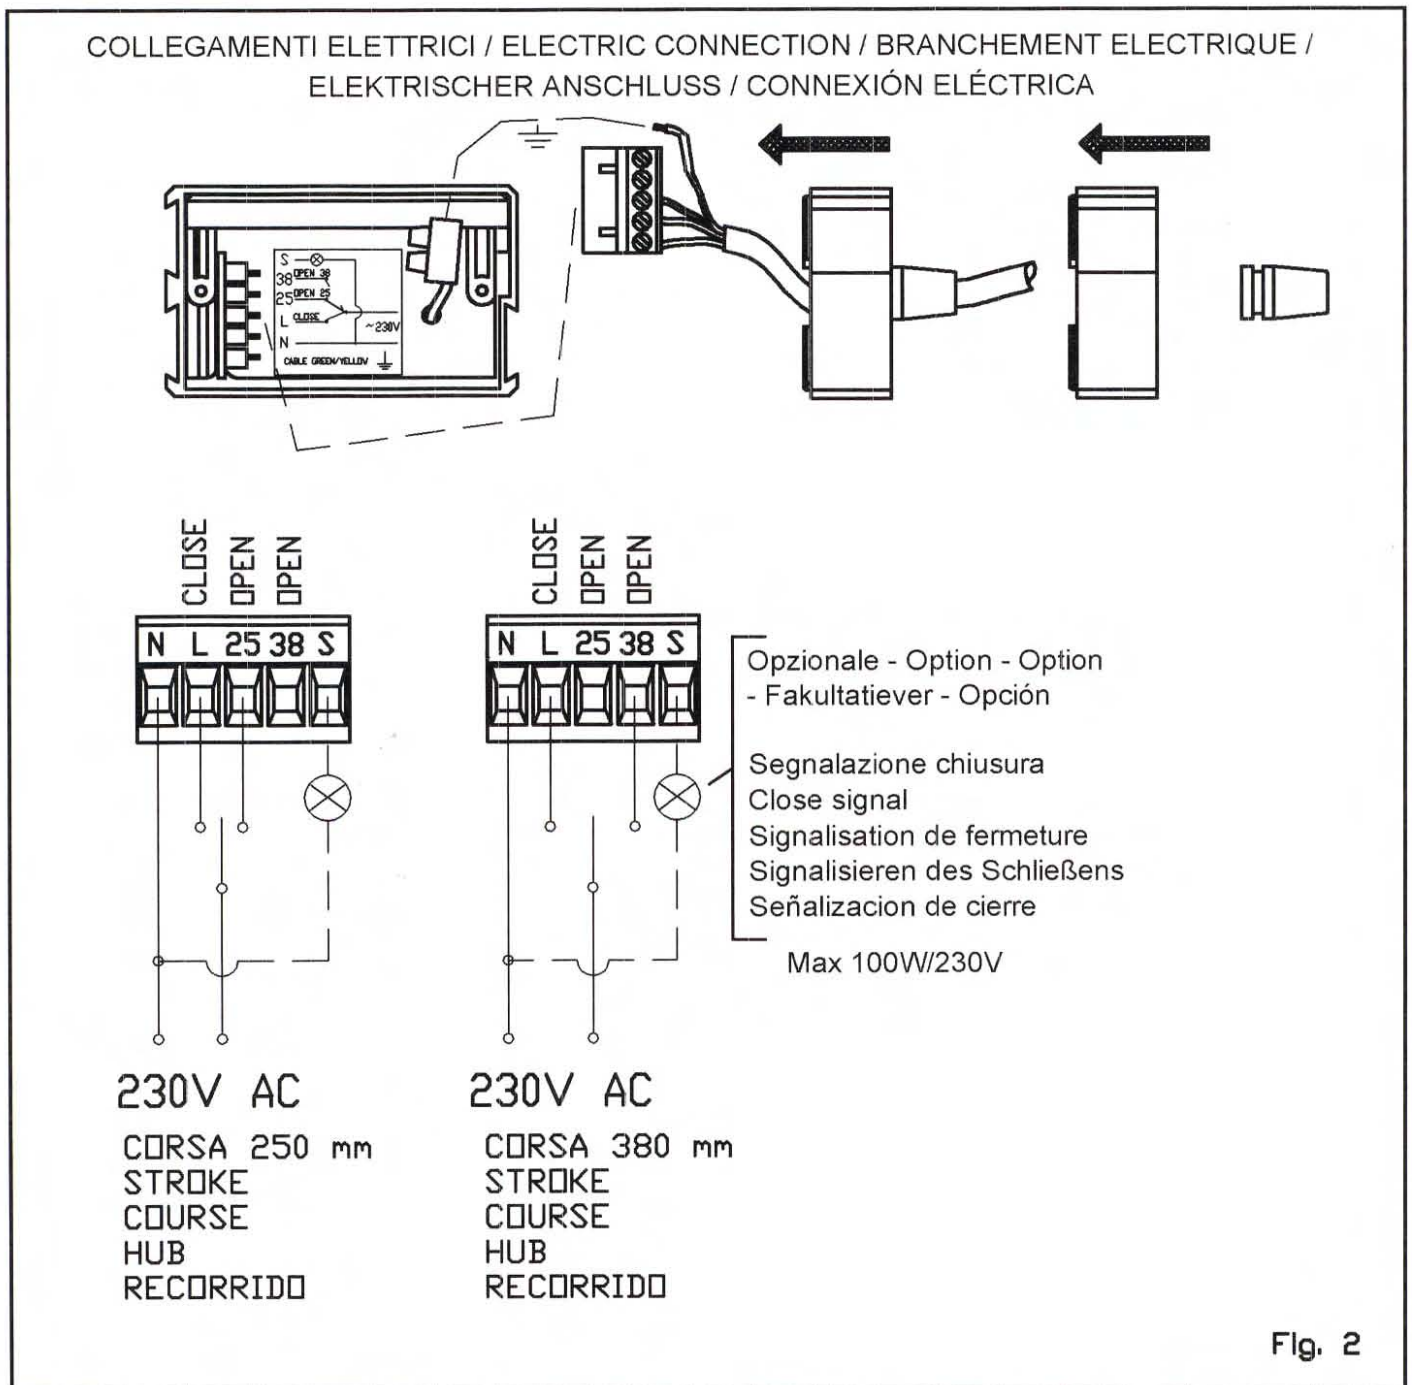 COLLEGAMENTI ELETTRICI / ELECTRIC CONNECTION / BRANCHEMENT ELECTRIQUE /
ELEKTRISCHER ANSCHLUSS / CONNEXIÓN ELÉCTRICA
S
38 OPEN 38
25 OPEN 25
L CLOSE
~230V
N
CABLE GREEN/YELLOW
CLOSE
OPEN
OPEN
N L 25 38 S
CLOSE
OPEN
OPEN
N L 25 38 S
Opzionale - Option - Option
- Fakultatiever - Opción
Segnalazione chiusura
Close signal
Signalisation de fermeture
Signalisieren des Schließens
Señalizacion de cierre
Max 100W/230V
230V AC
CORSA 250 mm
STROKE
COURSE
HUB
RECORRIDO
230V AC
CORSA 380 mm
STROKE
COURSE
HUB
RECORRIDO
Fig. 2